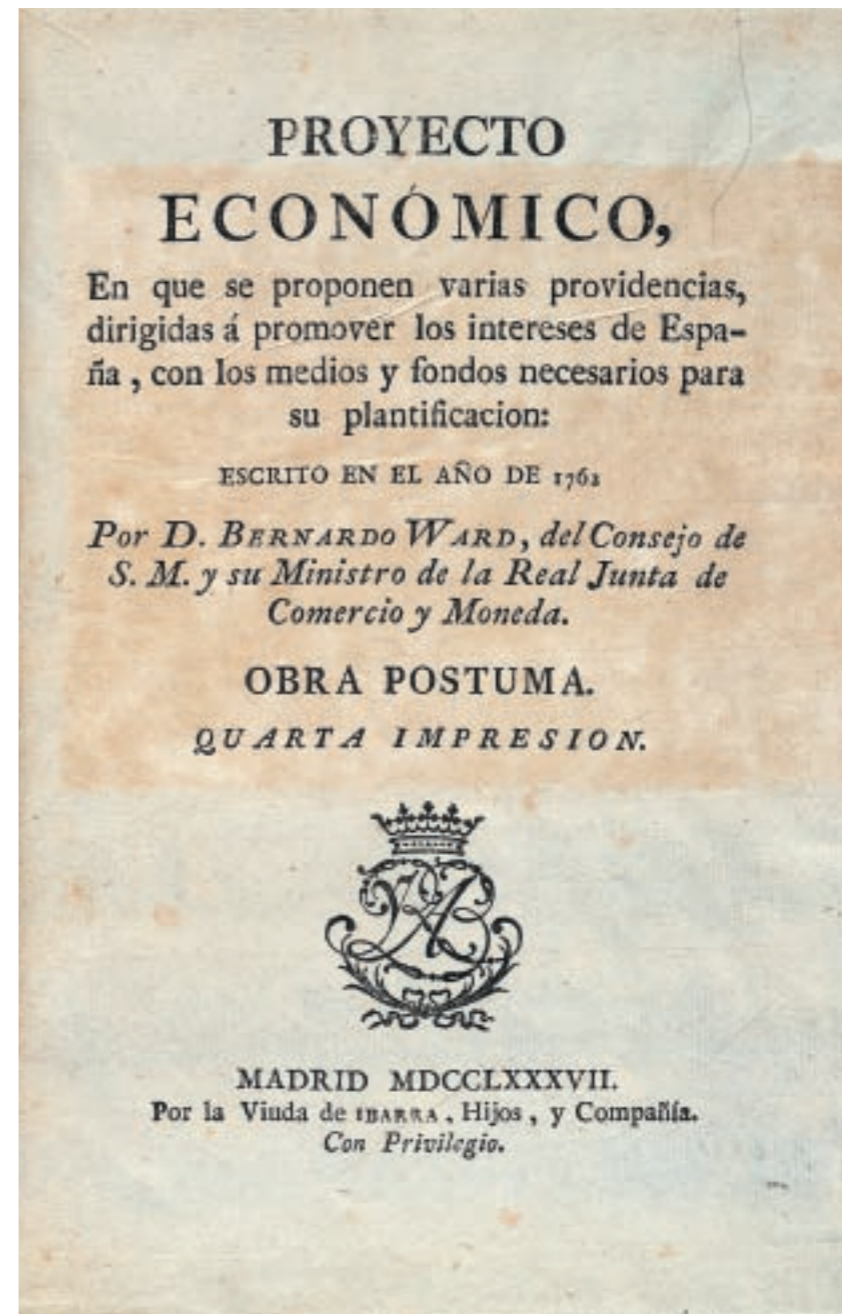 PROYECTO
ECONÓMICO,
En que se proponen varias providencias,
dirigidas á promover los intereses de Espa-
ña, con los medios y fondos necesarios para
su plantificacion:
ESCRITO EN EL AÑO DE 1762
Por D. BERNARDO WARD, del Consejo de
S. M. y su Ministro de la Real Junta de
Comercio y Moneda.
OBRA POSTUMA.
QUARTA IMPRESION.
MADRID MDCCLXXXVII.
Por la Viuda de IBARRA, Hijos, y Compañía.
Con Privilegio.